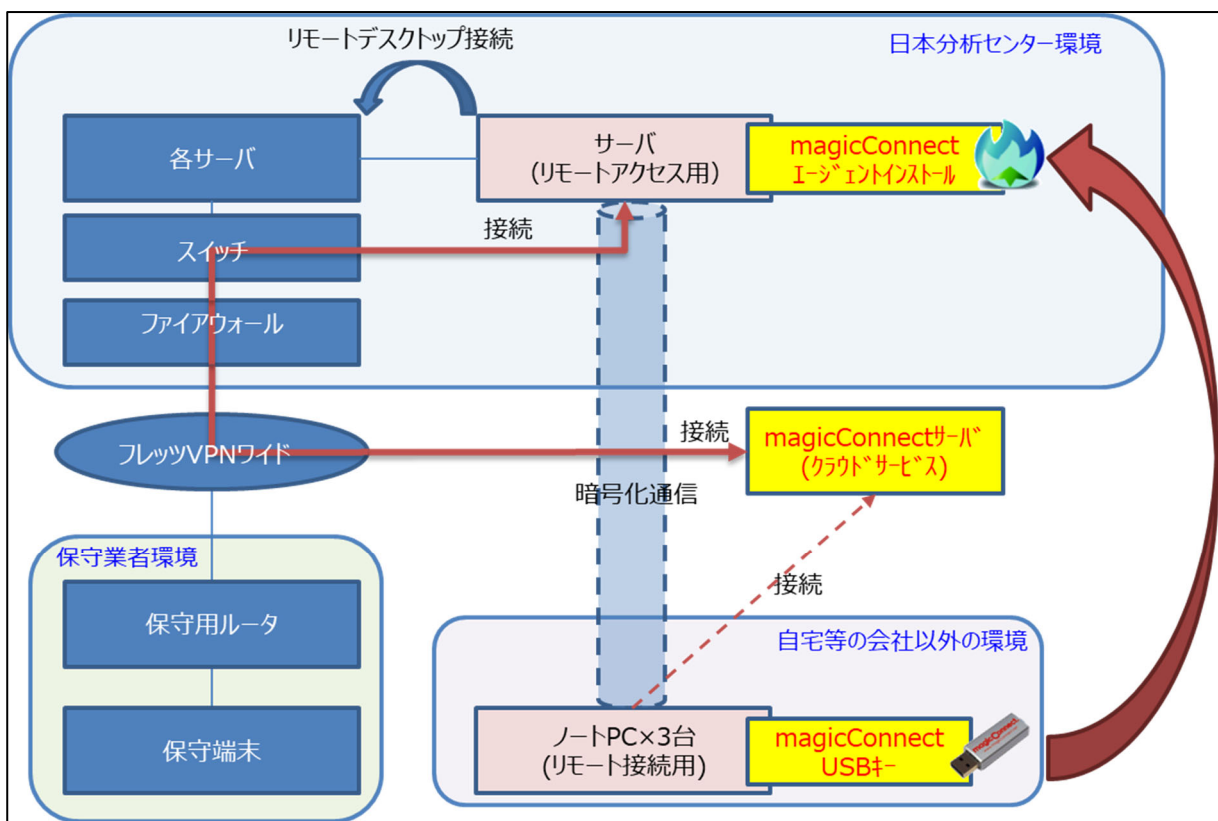 リモートデスクトップ接続
日本分析センター環境
各サーバ
サーバ
(リモートアクセス用)
magicConnect
ｴｰｼﾞｪﾝﾄｲﾝｽﾄｰﾙ
スイッチ
接続
ファイアウォール
フレッツVPNワイド
接続
magicConnectｻｰﾊﾞ
(ｸﾗｳﾄﾞｻｰﾋﾞｽ)
暗号化通信
接続
保守業者環境
保守用ルータ
保守端末
自宅等の会社以外の環境
ノートPC×3台
(リモート接続用)
magicConnect
USBｷｰ
magicConnect